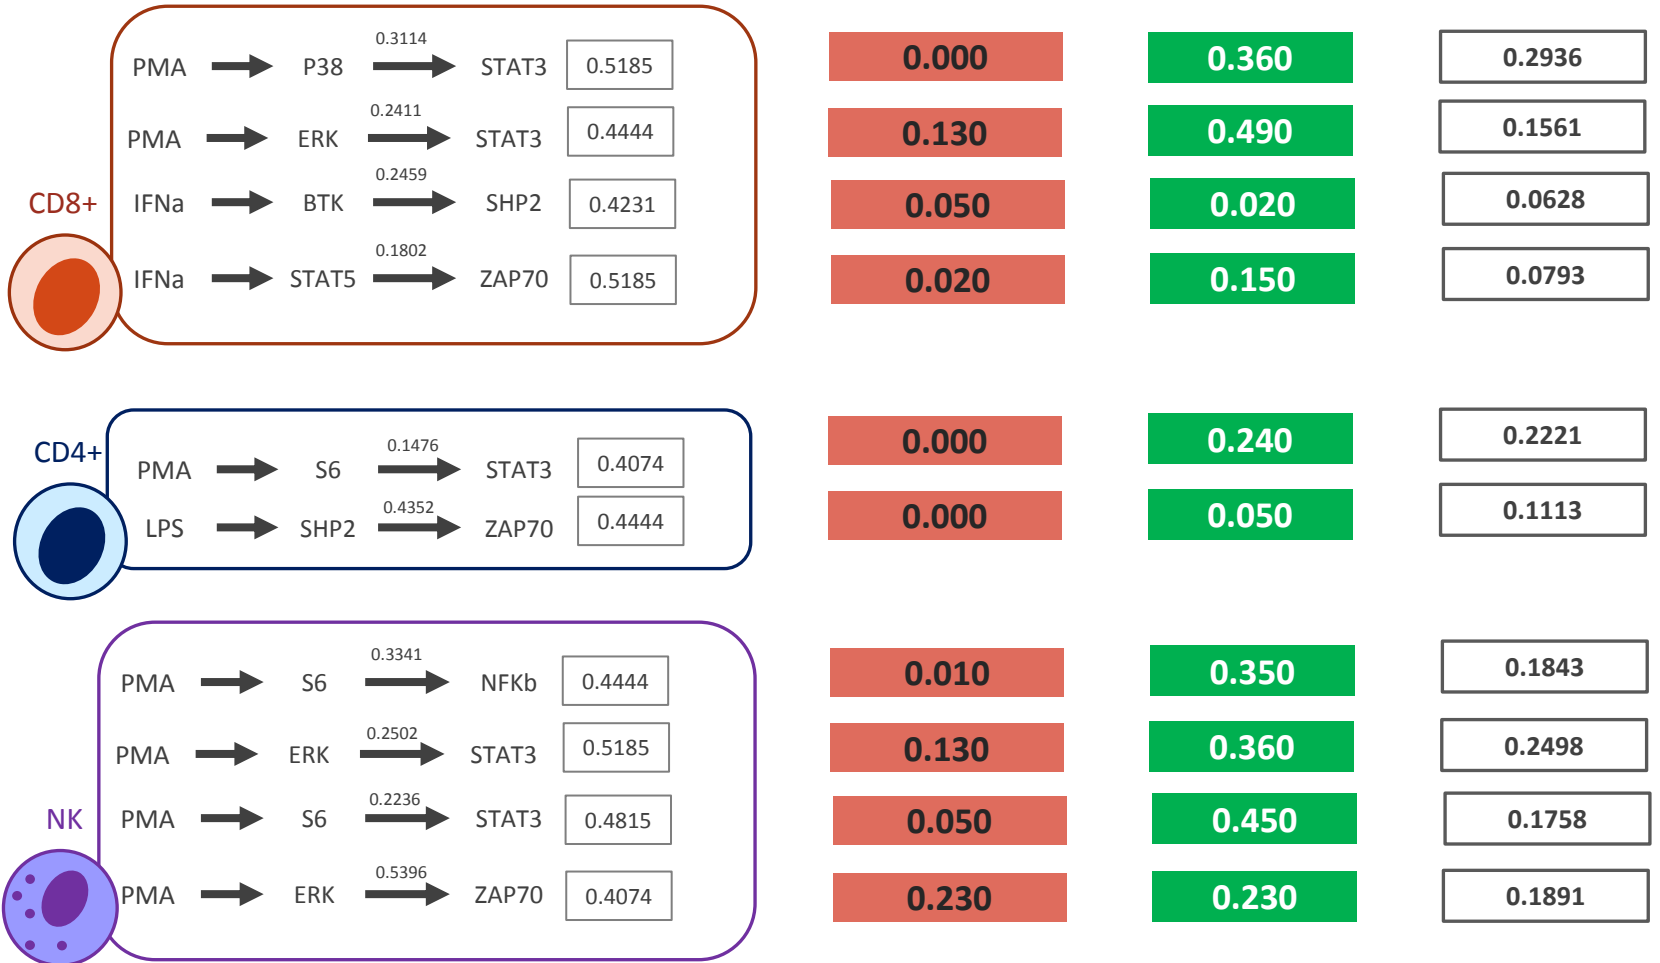 0.3114
PMA P38 STAT3 0.5185 0.000 0.360 0.2936
0.2411
PMA ERK STAT3 0.4444 0.130 0.490 0.1561
0.2459
CD8+ IFNa BTK SHP2 0.4231 0.050 0.020 0.0628
0.1802
IFNa STAT5 ZAP70 0.5185 0.020 0.150 0.0793
0.1476
CD4+ PMA S6 STAT3 0.4074 0.000 0.240 0.2221
0.4352
LPS SHP2 ZAP70 0.4444 0.000 0.050 0.1113
0.3341
PMA S6 NFKb 0.4444 0.010 0.350 0.1843
0.2502
PMA ERK STAT3 0.5185 0.130 0.360 0.2498
0.2236
NK PMA S6 STAT3 0.4815 0.050 0.450 0.1758
0.5396
PMA ERK ZAP70 0.4074 0.230 0.230 0.1891